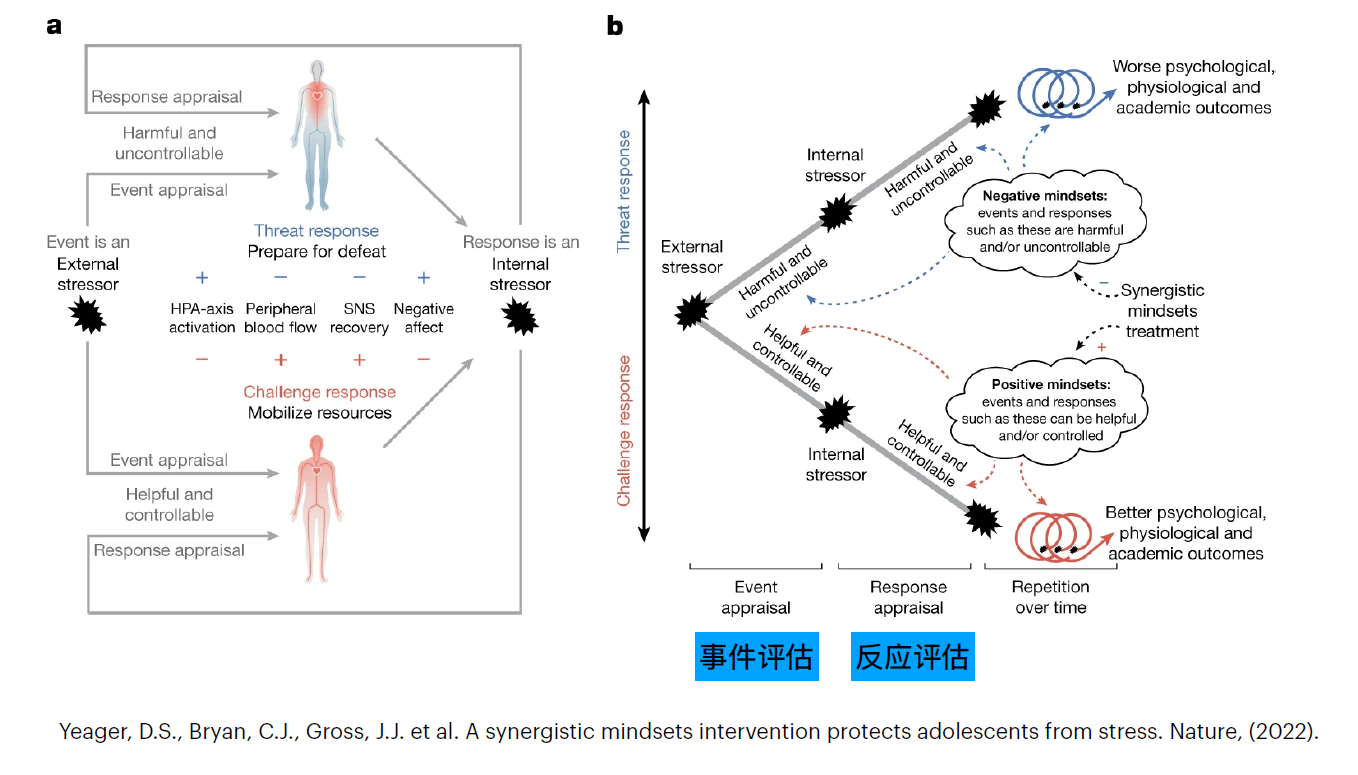 a
Response appraisal
Harmful and
uncontrollable
Event appraisal
Threat response
Prepare for defeat
Event is an
External
stressor
Response is an
Internal
stressor
+ − − +
HPA-axis
activation
Peripheral
blood flow
SNS
recovery
Negative
affect
− + + −
Challenge response
Mobilize resources
Event appraisal
Helpful and
controllable
Response appraisal
b
Threat response
Challenge response
External
stressor
Harmful and
uncontrollable
Internal
stressor
Harmful and
uncontrollable
Worse psychological,
physiological and
academic outcomes
Negative mindsets:
events and responses
such as these are harmful
and/or uncontrollable
−
Synergistic
mindsets
treatment
+
Positive mindsets:
events and responses
such as these can be helpful
and/or controlled
Helpful and
controllable
Internal
stressor
Helpful and
controllable
Better psychological,
physiological and
academic outcomes
Event
appraisal
Response
appraisal
Repetition
over time
事件评估
反应评估
Yeager, D.S., Bryan, C.J., Gross, J.J. et al. A synergistic mindsets intervention protects adolescents from stress. Nature, (2022).